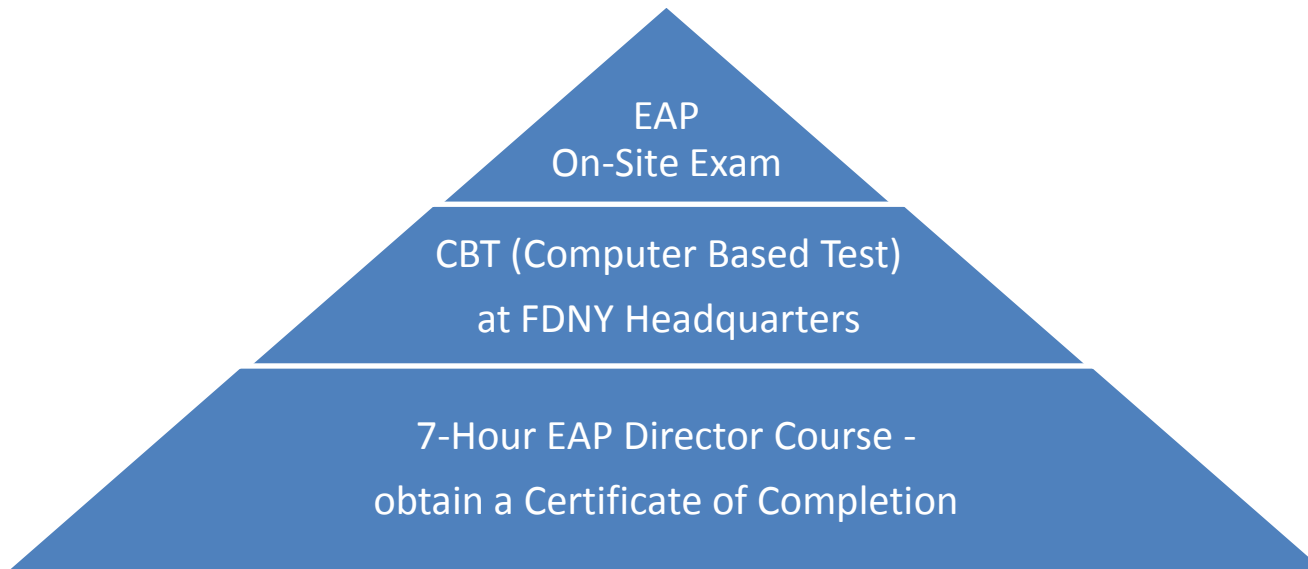 EAP
On-Site Exam
CBT (Computer Based Test)
at FDNY Headquarters
7-Hour EAP Director Course -
obtain a Certificate of Completion